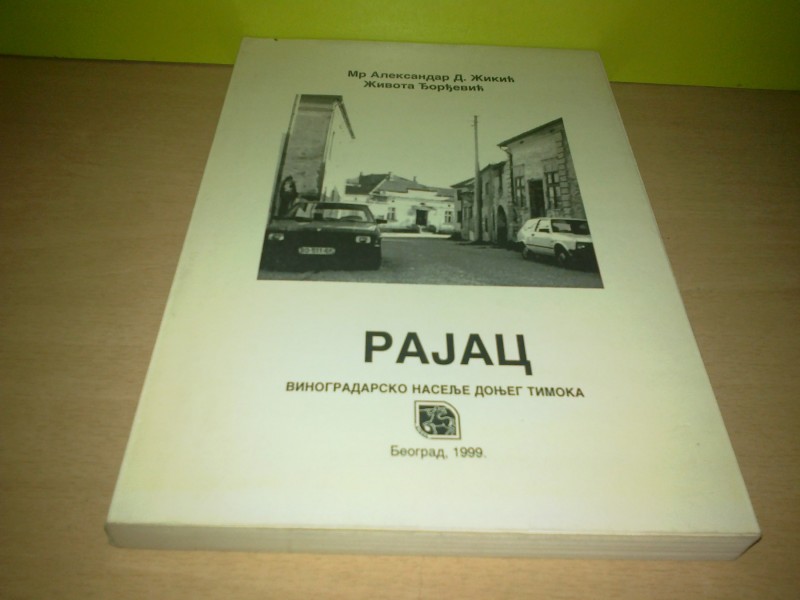 Мр Александар Д. Жикић
Живота Ђорђевић
РАЈАЦ
ВИНОГРАДАРСКО НАСЕЉЕ ДОЊЕГ ТИМОКА
Београд, 1999.